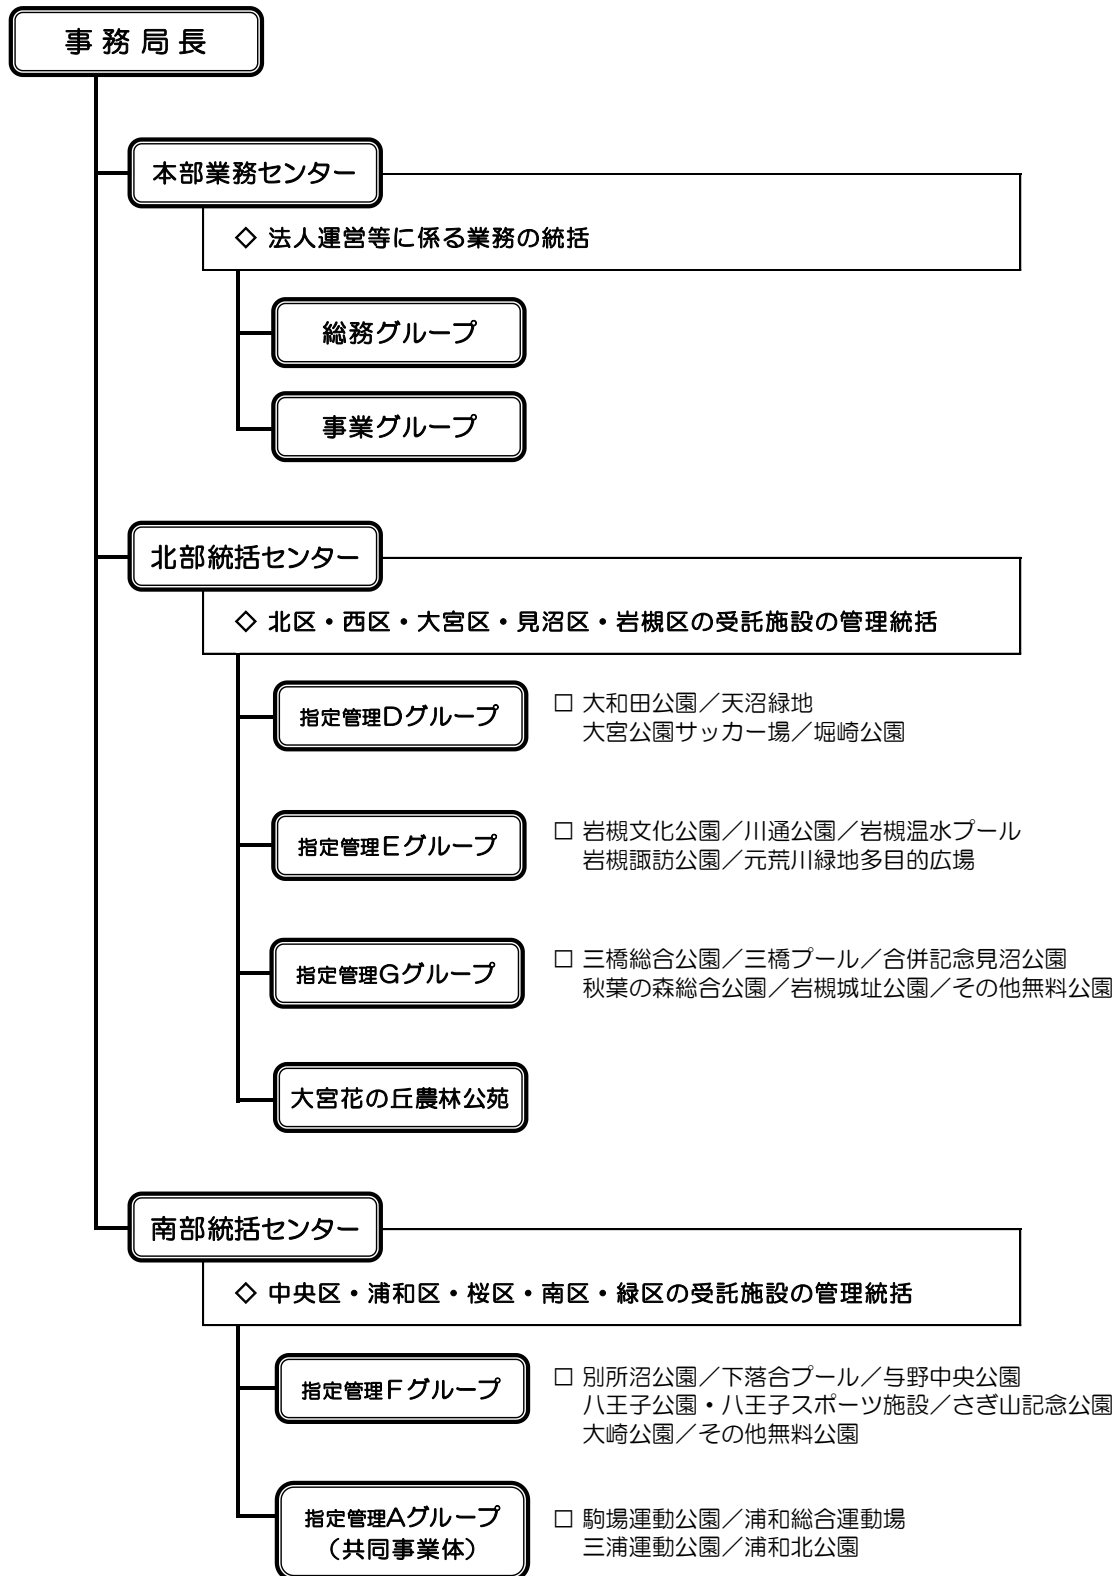 事務局長
本部業務センター
◇ 法人運営等に係る業務の統括
総務グループ
事業グループ
北部統括センター
◇ 北区・西区・大宮区・見沼区・岩槻区の受託施設の管理統括
指定管理Dグループ
□ 大和田公園／天沼緑地
大宮公園サッカー場／堀崎公園
指定管理Eグループ
□ 岩槻文化公園／川通公園／岩槻温水プール
岩槻諏訪公園／元荒川緑地多目的広場
指定管理Gグループ
□ 三橋総合公園／三橋プール／合併記念見沼公園
秋葉の森総合公園／岩槻城址公園／その他無料公園
大宮花の丘農林公苑
南部統括センター
◇ 中央区・浦和区・桜区・南区・緑区の受託施設の管理統括
指定管理Fグループ
□ 別所沼公園／下落合プール／与野中央公園
八王子公園・八王子スポーツ施設／さぎ山記念公園
大崎公園／その他無料公園
指定管理Aグループ
（共同事業体）
□ 駒場運動公園／浦和総合運動場
三浦運動公園／浦和北公園